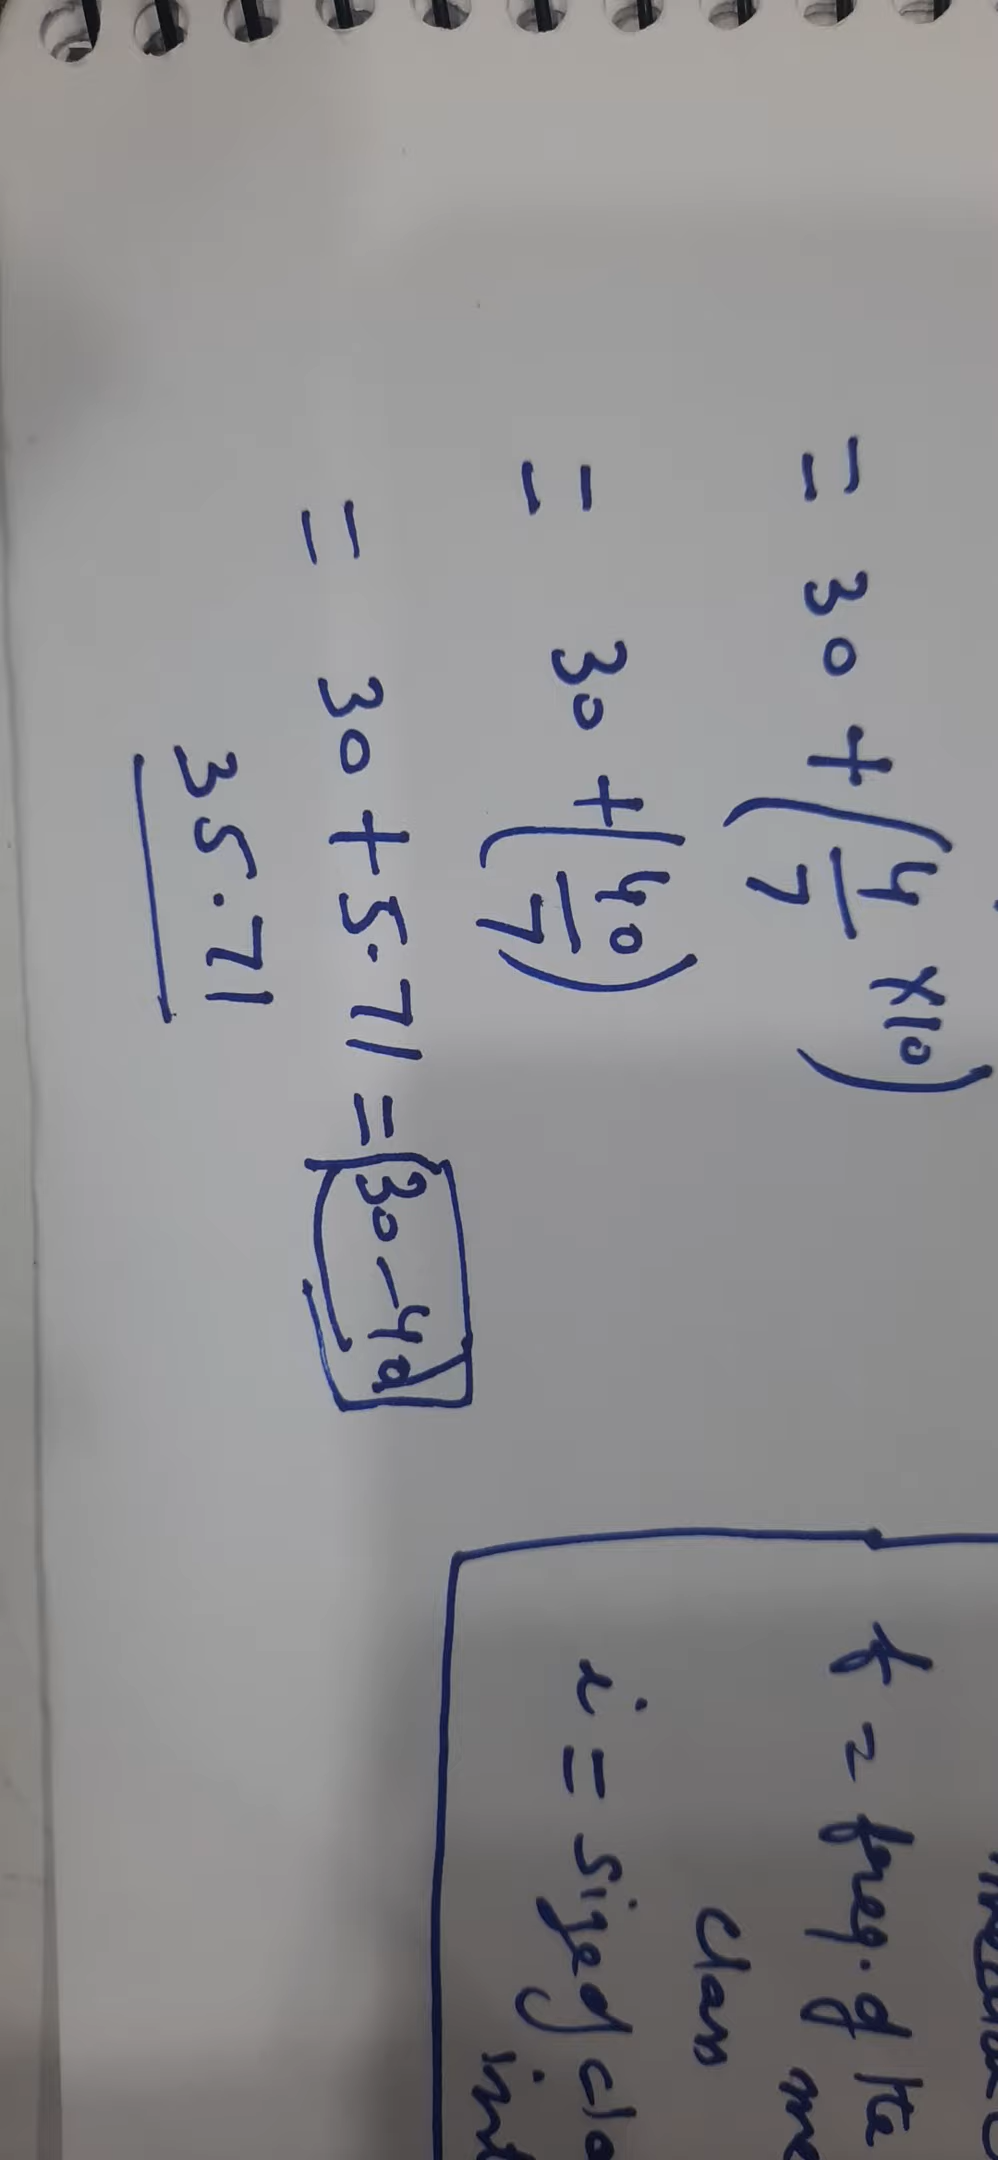 = 30 + (4/7 ×10)
= 30 + (40/7)
= 30 + 5.71 = 30-40
35.71
f = freq. of the
class
i = size of